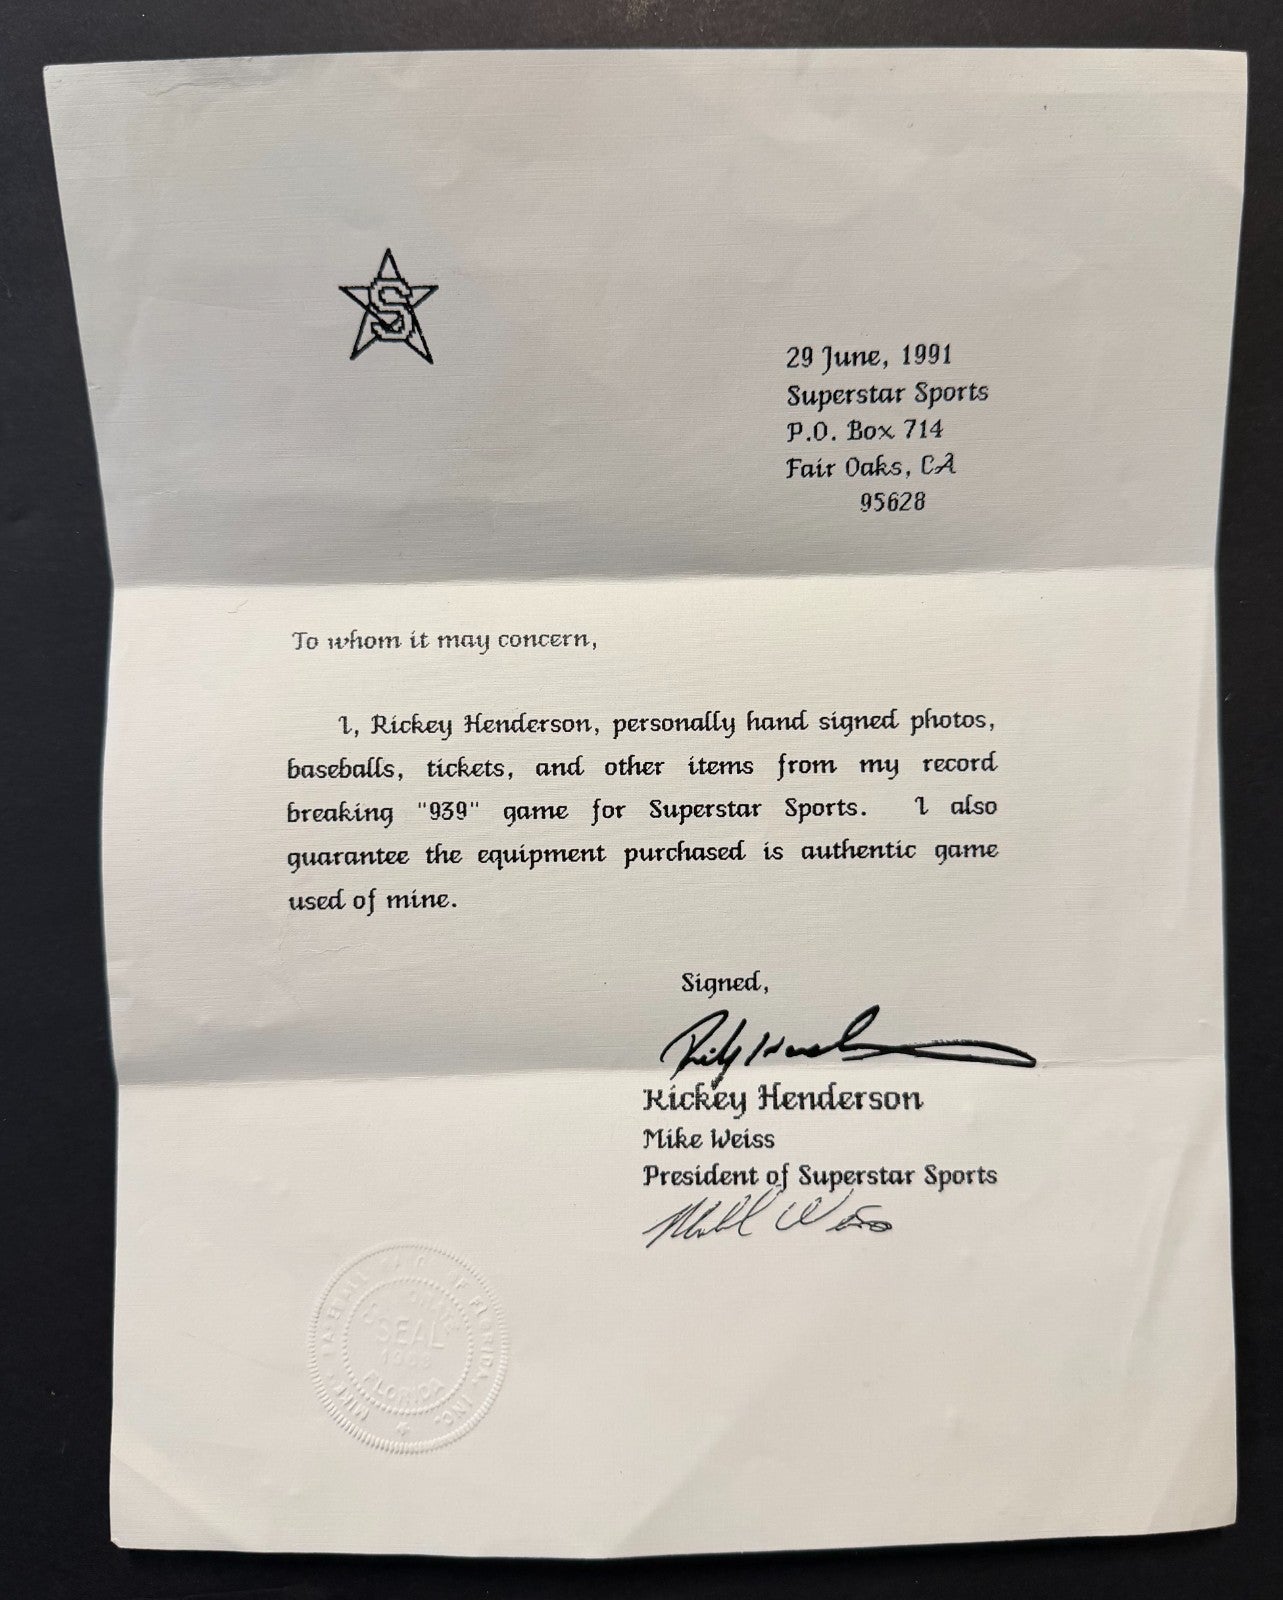 S
29 June, 1991
Superstar Sports
P.O. Box 714
Fair Oaks, CA
95628
To whom it may concern,
I, Rickey Henderson, personally hand signed photos,
baseballs, tickets, and other items from my record
breaking "939" game for Superstar Sports. I also
guarantee the equipment purchased is authentic game
used of mine.
Signed,
Rickey Henderson
Mike Weiss
President of Superstar Sports
OF FLORIDA, INC.
SEAL
FLORIDA